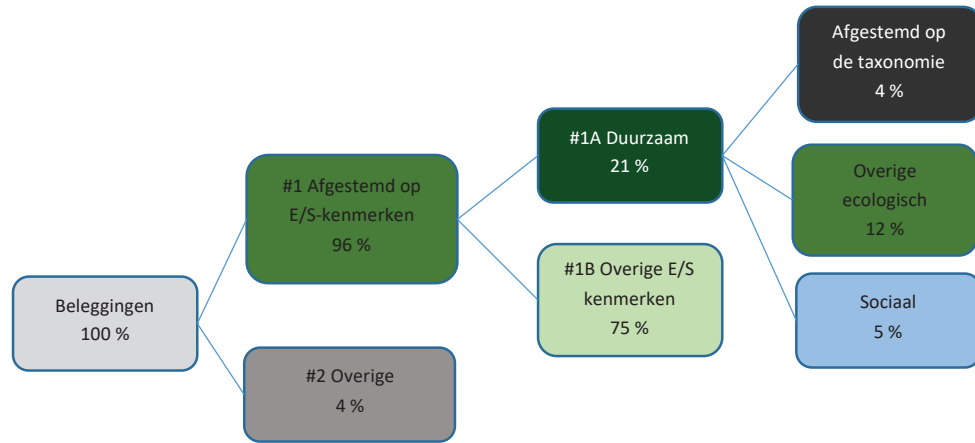 Beleggingen
100 %
#1 Afgestemd op
E/S-kenmerken
96 %
#2 Overige
4 %
#1A Duurzaam
21 %
#1B Overige E/S
kenmerken
75 %
Afgestemd op
de taxonomie
4 %
Overige
ecologisch
12 %
Sociaal
5 %